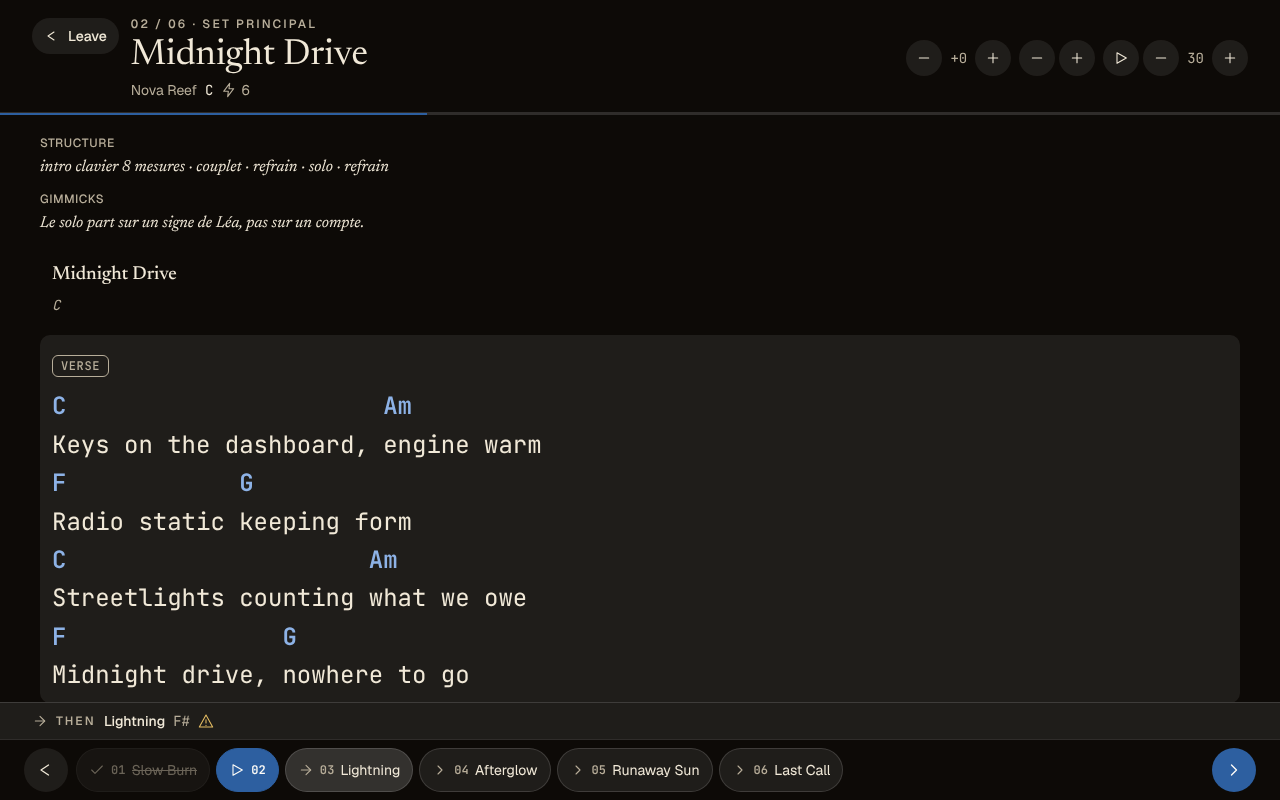 Leave
02 / 06 · SET PRINCIPAL
Midnight Drive
Nova Reef C 6
+0
30
STRUCTURE
intro clavier 8 mesures · couplet · refrain · solo · refrain
GIMMICKS
Le solo part sur un signe de Léa, pas sur un compte.
Midnight Drive
C
VERSE
C Am
Keys on the dashboard, engine warm
F G
Radio static keeping form
C Am
Streetlights counting what we owe
F G
Midnight drive, nowhere to go
THEN Lightning F#
01 Slow Burn
02
03 Lightning
04 Afterglow
05 Runaway Sun
06 Last Call